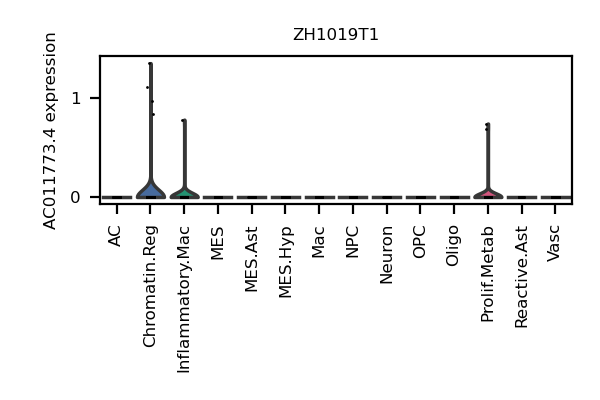 ZH1019T1
AC011773.4 expression
1
0
AC
Chromatin.Reg
Inflammatory.Mac
MES
MES.Ast
MES.Hyp
Mac
NPC
Neuron
OPC
Oligo
Prolif.Metab
Reactive.Ast
Vasc